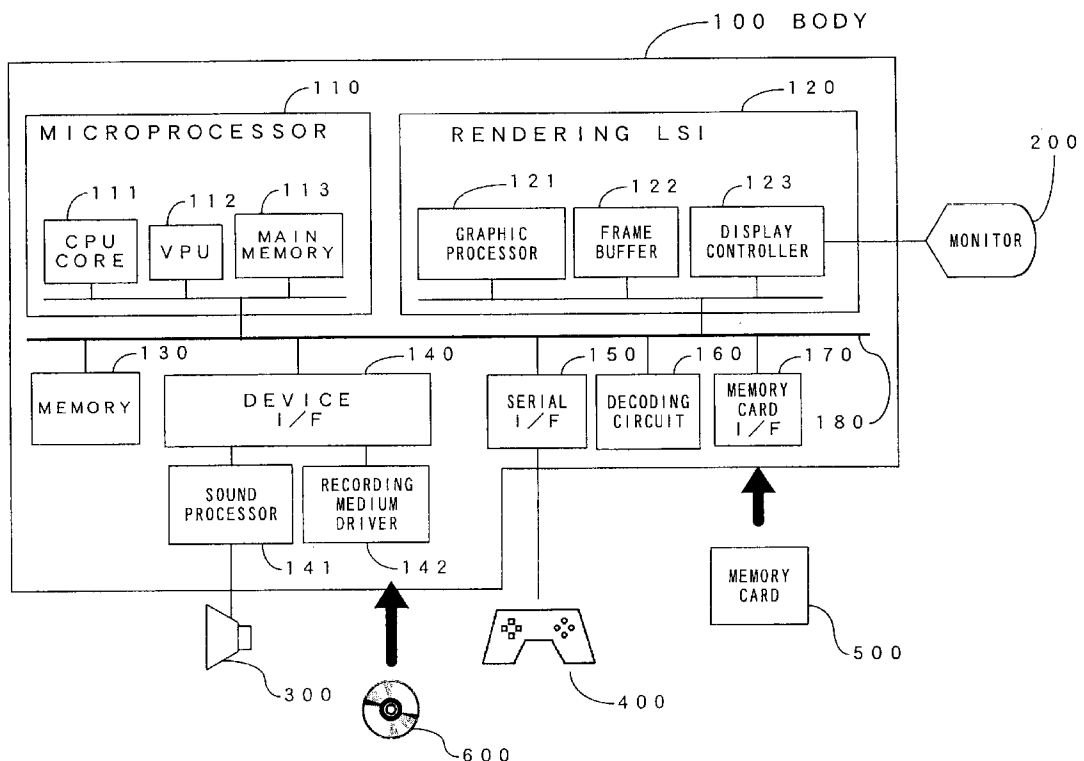 100 BODY
110
120
MICROPROCESSOR
RENDERING LSI
200
111
112
113
121
122
123
CPU
CORE
VPU
MAIN
MEMORY
GRAPHIC
PROCESSOR
FRAME
BUFFER
DISPLAY
CONTROLLER
MONITOR
130
140
150
160
170
MEMORY
DEVICE
I/F
SERIAL
I/F
DECODING
CIRCUIT
MEMORY
CARD
I/F
180
SOUND
PROCESSOR
RECORDING
MEDIUM
DRIVER
141
142
MEMORY
CARD
500
300
400
600